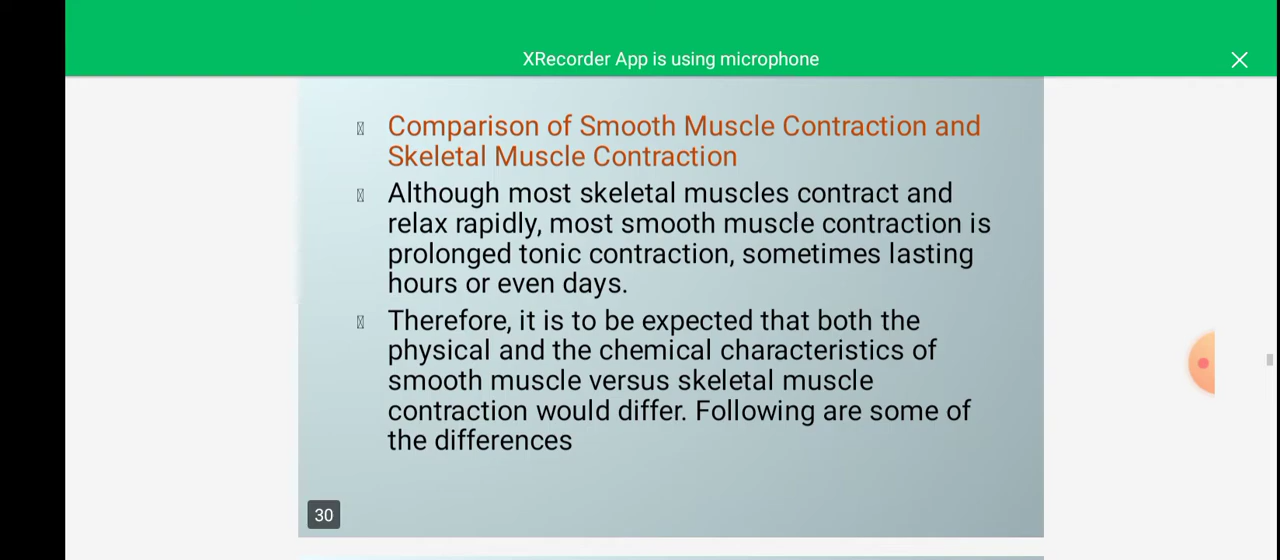 XRecorder App is using microphone
Comparison of Smooth Muscle Contraction and
Skeletal Muscle Contraction
Although most skeletal muscles contract and
relax rapidly, most smooth muscle contraction is
prolonged tonic contraction, sometimes lasting
hours or even days.
Therefore, it is to be expected that both the
physical and the chemical characteristics of
smooth muscle versus skeletal muscle
contraction would differ. Following are some of
the differences
30